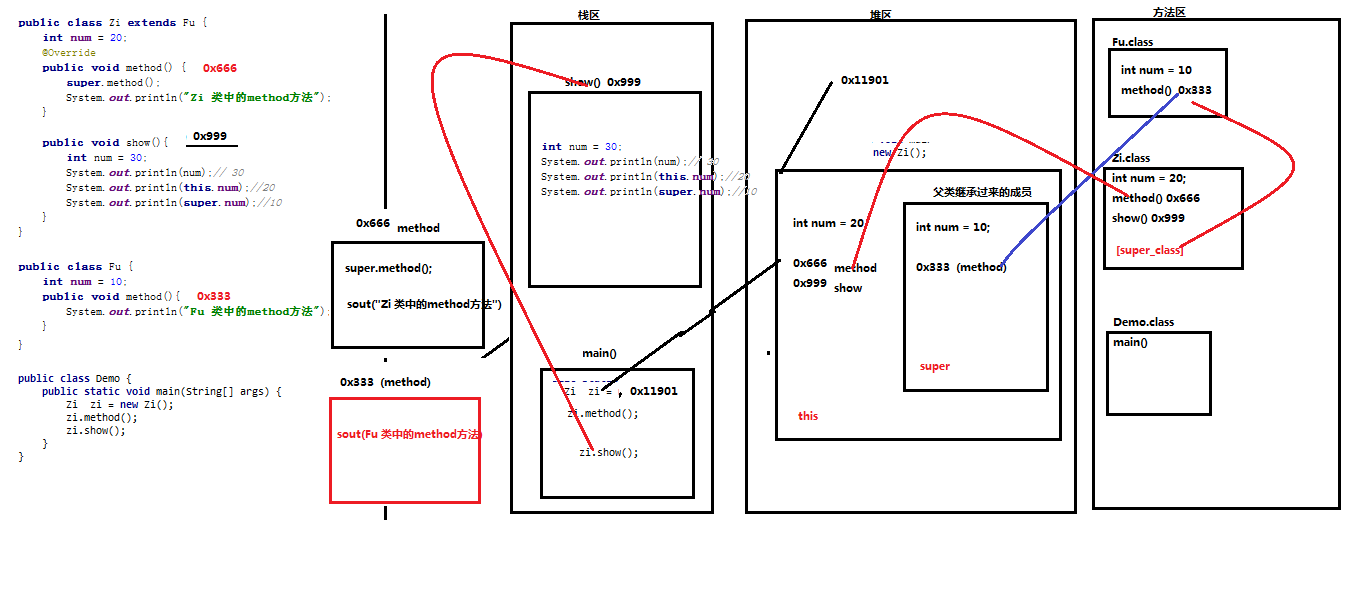 public class Zi extends Fu {
int num = 20;
@Override
public void method() { 0x666
super.method();
System.out.println("Zi 类中的method方法");
}
public void show(){ 0x999
int num = 30;
System.out.println(num);// 30
System.out.println(this.num);//20
System.out.println(super.num);//10
}
}
public class Fu {
int num = 10;
public void method(){ 0x333
System.out.println("Fu 类中的method方法");
}
}
public class Demo {
public static void main(String[] args) {
Zi zi = new Zi();
zi.method();
zi.show();
}
}
0x666 method
super.method();
sout("Zi 类中的method方法")
0x333 (method)
sout(Fu 类中的method方法)
栈区
show() 0x999
int num = 30;
System.out.println(num);// 30
System.out.println(this.num);//20
System.out.println(super.num);//10
main()
Zi zi = 0x11901
zi.method();
zi.show();
堆区
0x11901
new Zi();
int num = 20
0x666 method
0x999 show
this
父类继承过来的成员
int num = 10;
0x333 (method)
super
方法区
Fu.class
int num = 10
method() 0x333
Zi.class
int num = 20;
method() 0x666
show() 0x999
[super_class]
Demo.class
main()